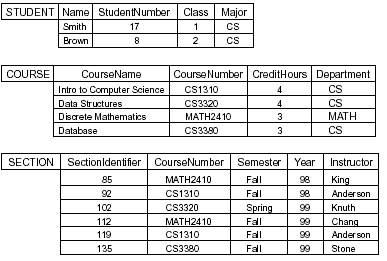 STUDENT Name StudentNumber Class Major
Smith 17 1 CS
Brown 8 2 CS
COURSE CourseName CourseNumber CreditHours Department
Intro to Computer Science CS1310 4 CS
Data Structures CS3320 4 CS
Discrete Mathematics MATH2410 3 MATH
Database CS3380 3 CS
SECTION SectionIdentifier CourseNumber Semester Year Instructor
85 MATH2410 Fall 98 King
92 CS1310 Fall 98 Anderson
102 CS3320 Spring 99 Knuth
112 MATH2410 Fall 99 Chang
119 CS1310 Fall 99 Anderson
135 CS3380 Fall 99 Stone